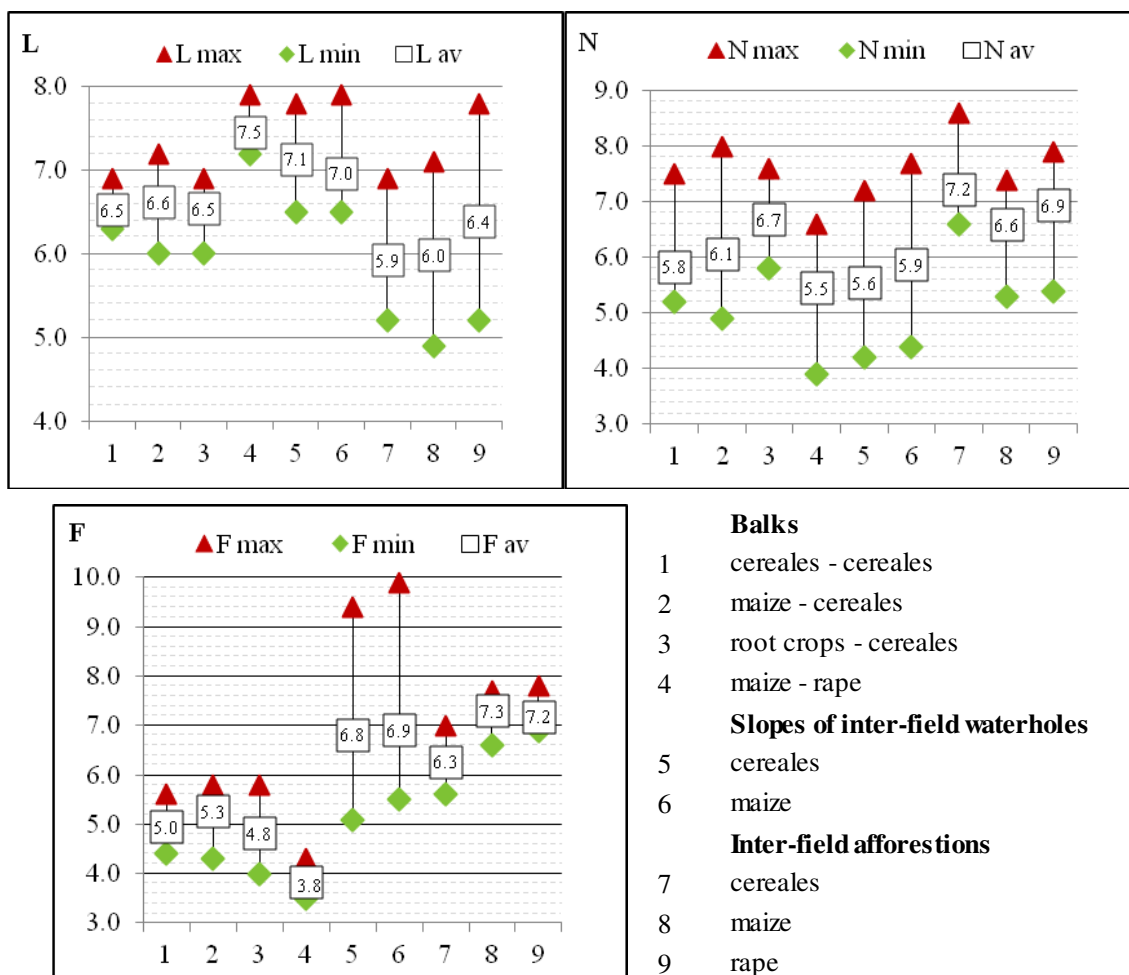 L
L max L min L av
8.0
7.0
6.0
5.0
4.0
6.5 6.6 6.5 7.5 7.1 7.0 5.9 6.0 6.4
1 2 3 4 5 6 7 8 9
N
N max N min N av
9.0
8.0
7.0
6.0
5.0
4.0
3.0
5.8 6.1 6.7 5.5 5.6 5.9 7.2 6.6 6.9
1 2 3 4 5 6 7 8 9
F
F max F min F av
10.0
9.0
8.0
7.0
6.0
5.0
4.0
3.0
5.0 5.3 4.8 3.8 6.8 6.9 6.3 7.3 7.2
1 2 3 4 5 6 7 8 9
Balks
1 cereales - cereales
2 maize - cereales
3 root crops - cereales
4 maize - rape
Slopes of inter-field waterholes
5 cereales
6 maize
Inter-field afforestions
7 cereales
8 maize
9 rape